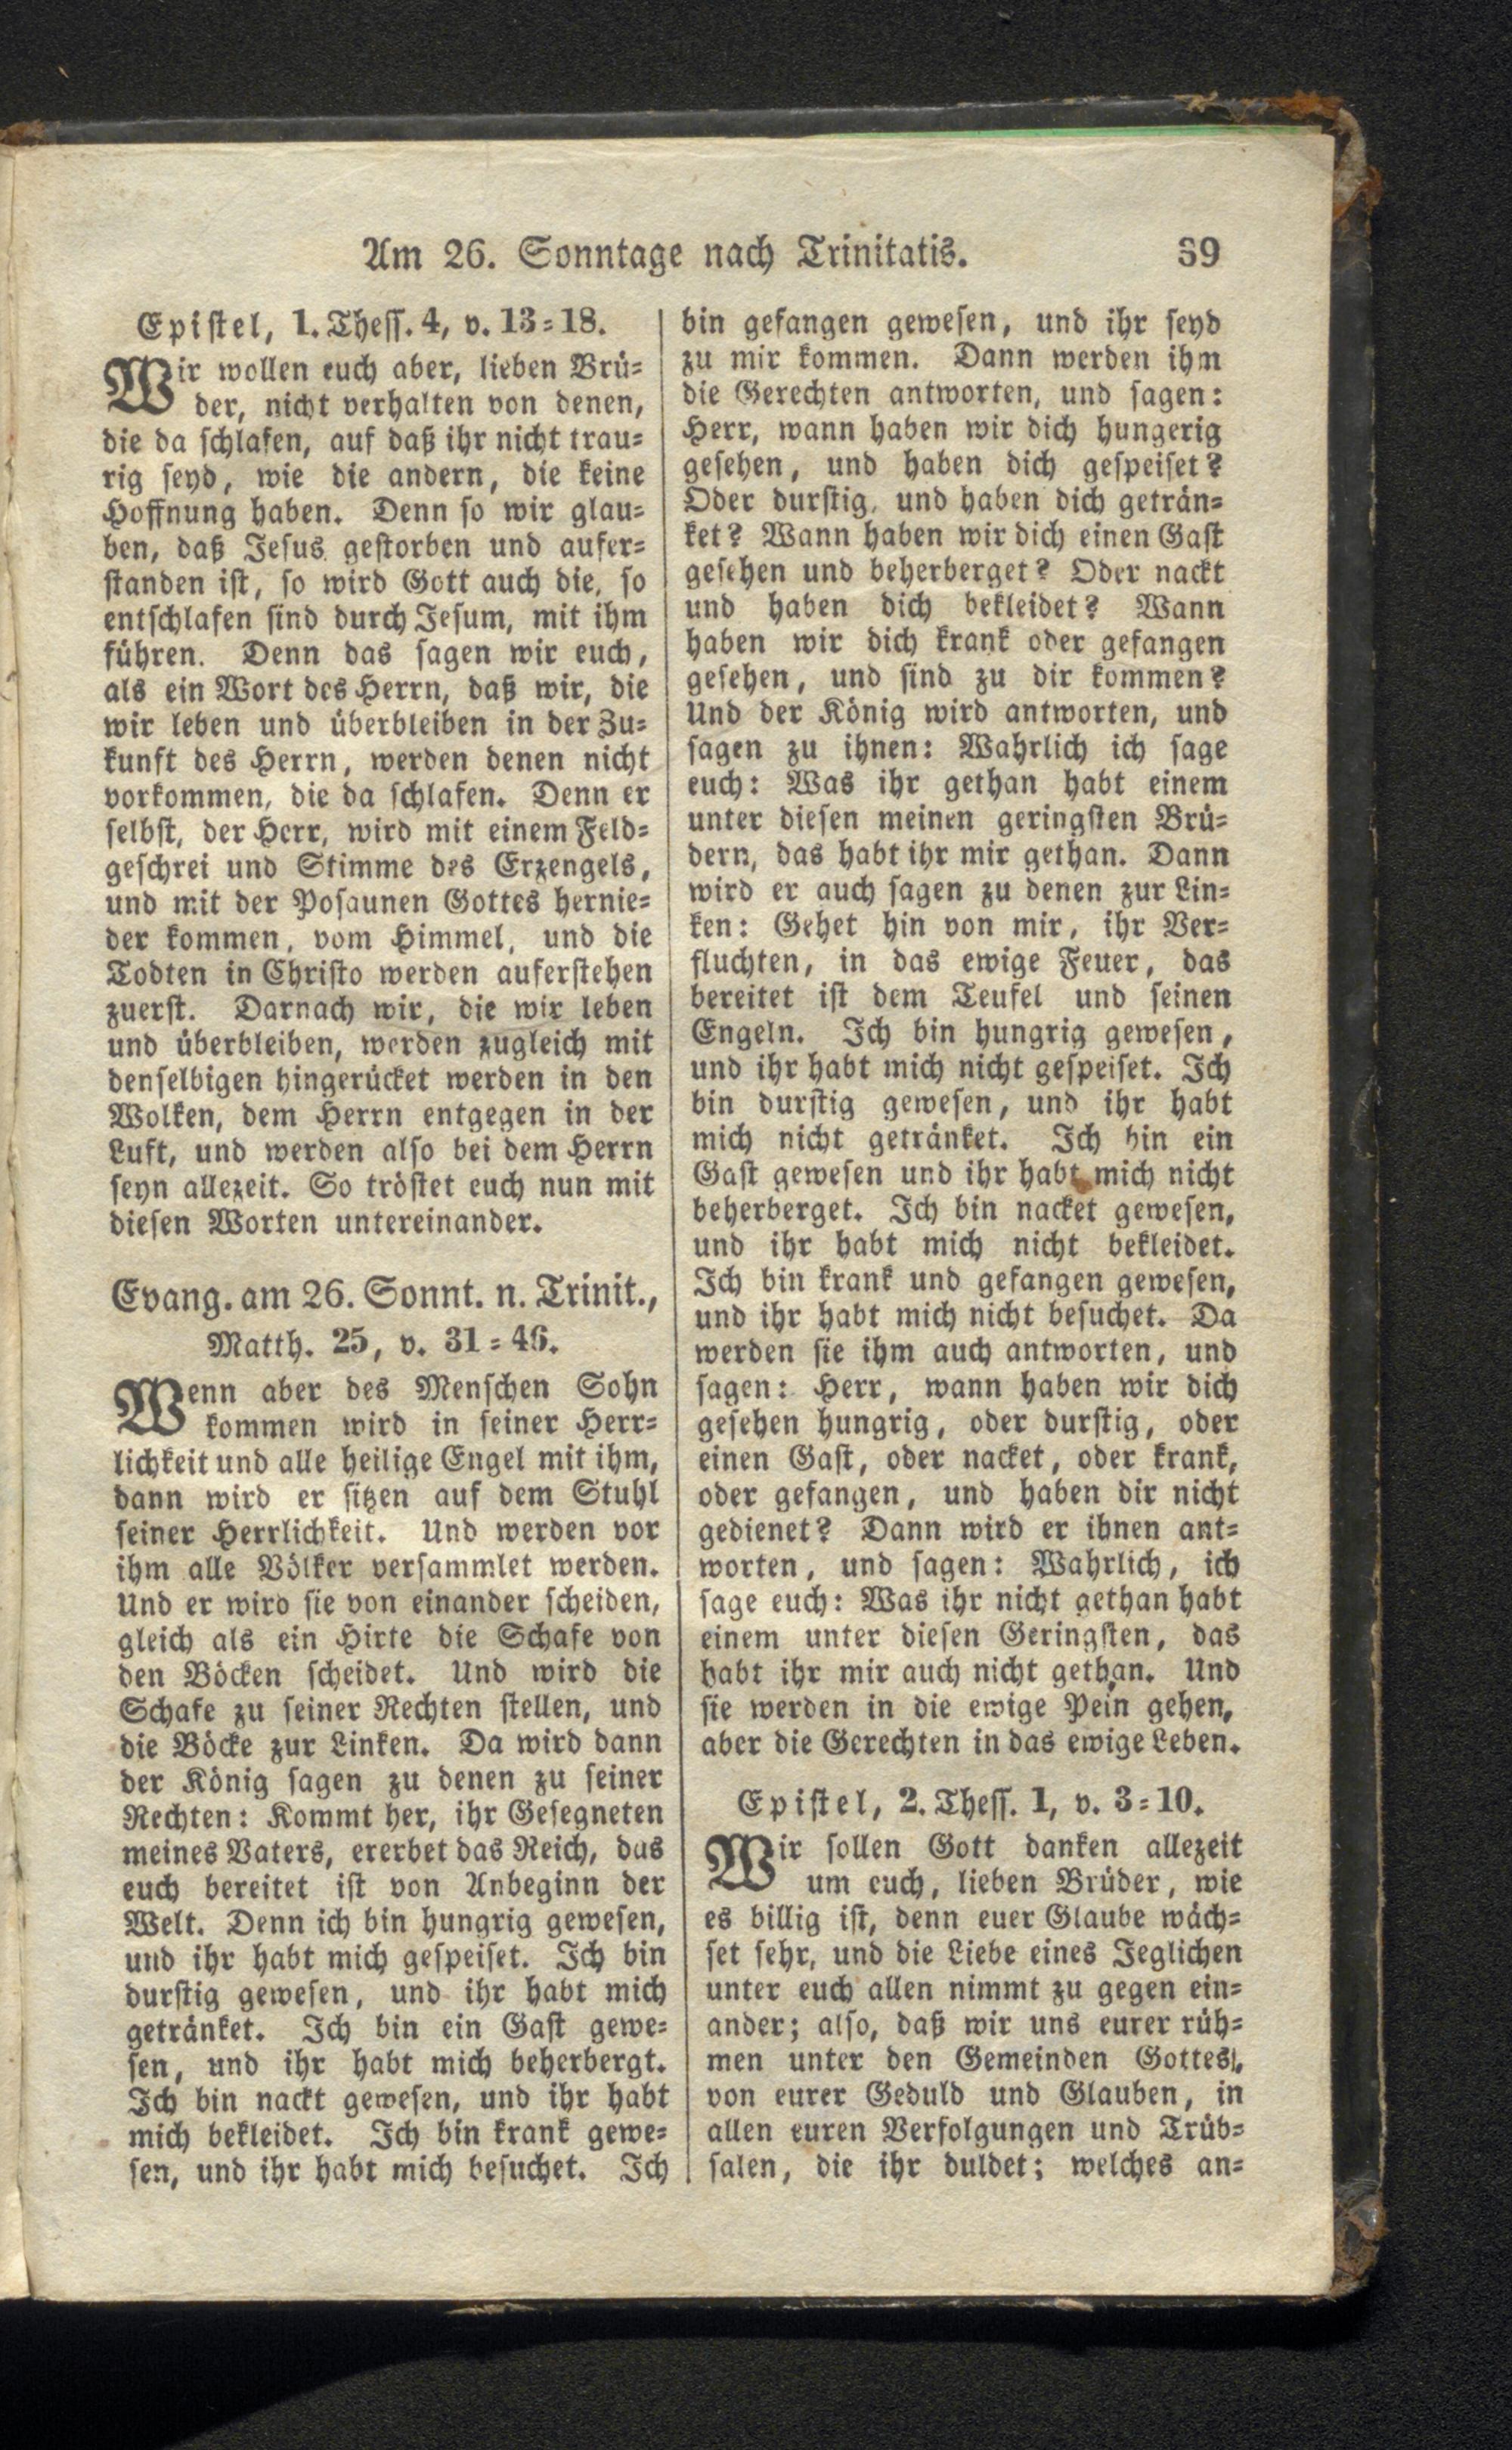 Am 26. Sonntage nach Trinitatis. 39
Epistel, 1. Thess. 4, v. 13=18.
Wir wollen euch aber, lieben Brü=
der, nicht verhalten von denen,
die da schlafen, auf daß ihr nicht trau=
rig seyd, wie die andern, die keine
Hoffnung haben. Denn so wir glau=
ben, daß Jesus gestorben und aufer=
standen ist, so wird Gott auch die, so
entschlafen sind durch Jesum, mit ihm
führen. Denn das sagen wir euch,
als ein Wort des Herrn, daß wir, die
wir leben und überbleiben in der Zu=
kunft des Herrn, werden denen nicht
vorkommen, die da schlafen. Denn er
selbst, der Herr, wird mit einem Feld=
geschrei und Stimme des Erzengels,
und mit der Posaunen Gottes hernie=
der kommen, vom Himmel, und die
Todten in Christo werden auferstehen
zuerst. Darnach wir, die wir leben
und überbleiben, werden zugleich mit
denselbigen hingerücket werden in den
Wolken, dem Herrn entgegen in der
Luft, und werden also bei dem Herrn
seyn allezeit. So tröstet euch nun mit
diesen Worten untereinander.
Evang. am 26. Sonnt. n. Trinit.,
Matth. 25, v. 31=46.
Wenn aber des Menschen Sohn
kommen wird in seiner Herr=
lichkeit und alle heilige Engel mit ihm,
dann wird er sitzen auf dem Stuhl
seiner Herrlichkeit. Und werden vor
ihm alle Völker versammlet werden.
Und er wird sie von einander scheiden,
gleich als ein Hirte die Schafe von
den Böcken scheidet. Und wird die
Schafe zu seiner Rechten stellen, und
die Böcke zur Linken. Da wird dann
der König sagen zu denen zu seiner
Rechten: Kommt her, ihr Gesegneten
meines Vaters, ererbet das Reich, das
euch bereitet ist von Anbeginn der
Welt. Denn ich bin hungrig gewesen,
und ihr habt mich gespeiset. Ich bin
durstig gewesen, und ihr habt mich
getränket. Ich bin ein Gast gewe=
sen, und ihr habt mich beherbergt.
Ich bin nackt gewesen, und ihr habt
mich bekleidet. Ich bin krank gewe=
sen, und ihr habt mich besuchet. Ich
bin gefangen gewesen, und ihr seyd
zu mir kommen. Dann werden ihm
die Gerechten antworten, und sagen:
Herr, wann haben wir dich hungerig
gesehen, und haben dich gespeiset?
Oder durstig, und haben dich geträn=
ket? Wann haben wir dich einen Gast
gesehen und beherberget? Oder nackt
und haben dich bekleidet? Wann
haben wir dich krank oder gefangen
gesehen, und sind zu dir kommen?
Und der König wird antworten, und
sagen zu ihnen: Wahrlich ich sage
euch: Was ihr gethan habt einem
unter diesen meinen geringsten Brü=
dern, das habt ihr mir gethan. Dann
wird er auch sagen zu denen zur Lin=
ken: Gehet hin von mir, ihr Ver=
fluchten, in das ewige Feuer, das
bereitet ist dem Teufel und seinen
Engeln. Ich bin hungrig gewesen,
und ihr habt mich nicht gespeiset. Ich
bin durstig gewesen, und ihr habt
mich nicht getränket. Ich bin ein
Gast gewesen und ihr habt mich nicht
beherberget. Ich bin nacket gewesen,
und ihr habt mich nicht bekleidet.
Ich bin krank und gefangen gewesen,
und ihr habt mich nicht besuchet. Da
werden sie ihm auch antworten, und
sagen: Herr, wann haben wir dich
gesehen hungrig, oder durstig, oder
einen Gast, oder nacket, oder krank,
oder gefangen, und haben dir nicht
gedienet? Dann wird er ihnen ant=
worten, und sagen: Wahrlich, ich
sage euch: Was ihr nicht gethan habt
einem unter diesen Geringsten, das
habt ihr mir auch nicht gethan. Und
sie werden in die ewige Pein gehen,
aber die Gerechten in das ewige Leben.
Epistel, 2. Thess. 1, v. 3=10.
Wir sollen Gott danken allezeit
um euch, lieben Brüder, wie
es billig ist, denn euer Glaube wäch=
set sehr, und die Liebe eines Jeglichen
unter euch allen nimmt zu gegen ein=
ander; also, daß wir uns eurer rüh=
men unter den Gemeinden Gottes,
von eurer Geduld und Glauben, in
allen euren Verfolgungen und Trüb=
salen, die ihr duldet; welches an=